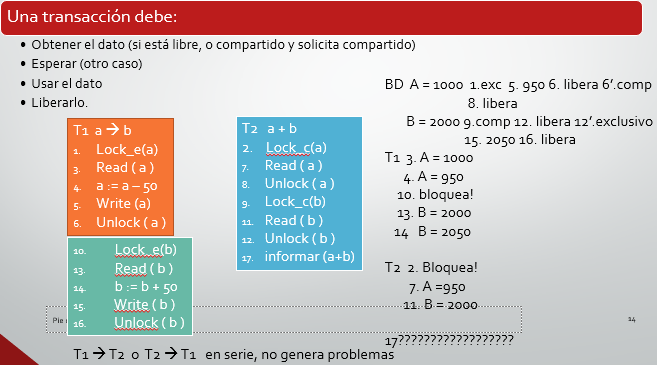 Una transacción debe:
• Obtener el dato (si está libre, o compartido y solicita compartido)
• Esperar (otro caso)
• Usar el dato
• Liberarlo.
T1 a → b
1. Lock_e(a)
3. Read ( a )
4. a := a – 50
5. Write (a)
6. Unlock ( a )
10. Lock_e(b)
13. Read ( b )
14. b := b + 50
15. Write ( b )
16. Unlock ( b )
T2 a + b
2. Lock_c(a)
7. Read ( a )
8. Unlock ( a )
9. Lock_c(b)
11. Read ( b )
12. Unlock ( b )
17. informar (a+b)
BD A = 1000 1.exc 5. 950 6. libera 6’.comp
8. libera
B = 2000 9.comp 12. libera 12’.exclusivo
15. 2050 16. libera
T1 3. A = 1000
4. A = 950
10. bloquea!
13. B = 2000
14 B = 2050
T2 2. Bloquea!
7. A =950
11. B = 2000
17??????????????????
Pie
14
T1 → T2 o T2 → T1 en serie, no genera problemas